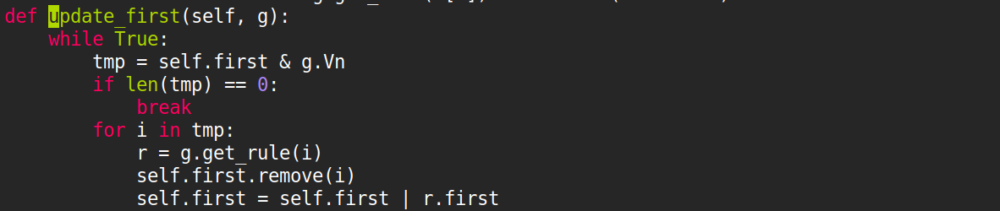 def update_first(self, g):
    while True:
        tmp = self.first & g.Vn
        if len(tmp) == 0:
            break
        for i in tmp:
            r = g.get_rule(i)
            self.first.remove(i)
            self.first = self.first | r.first